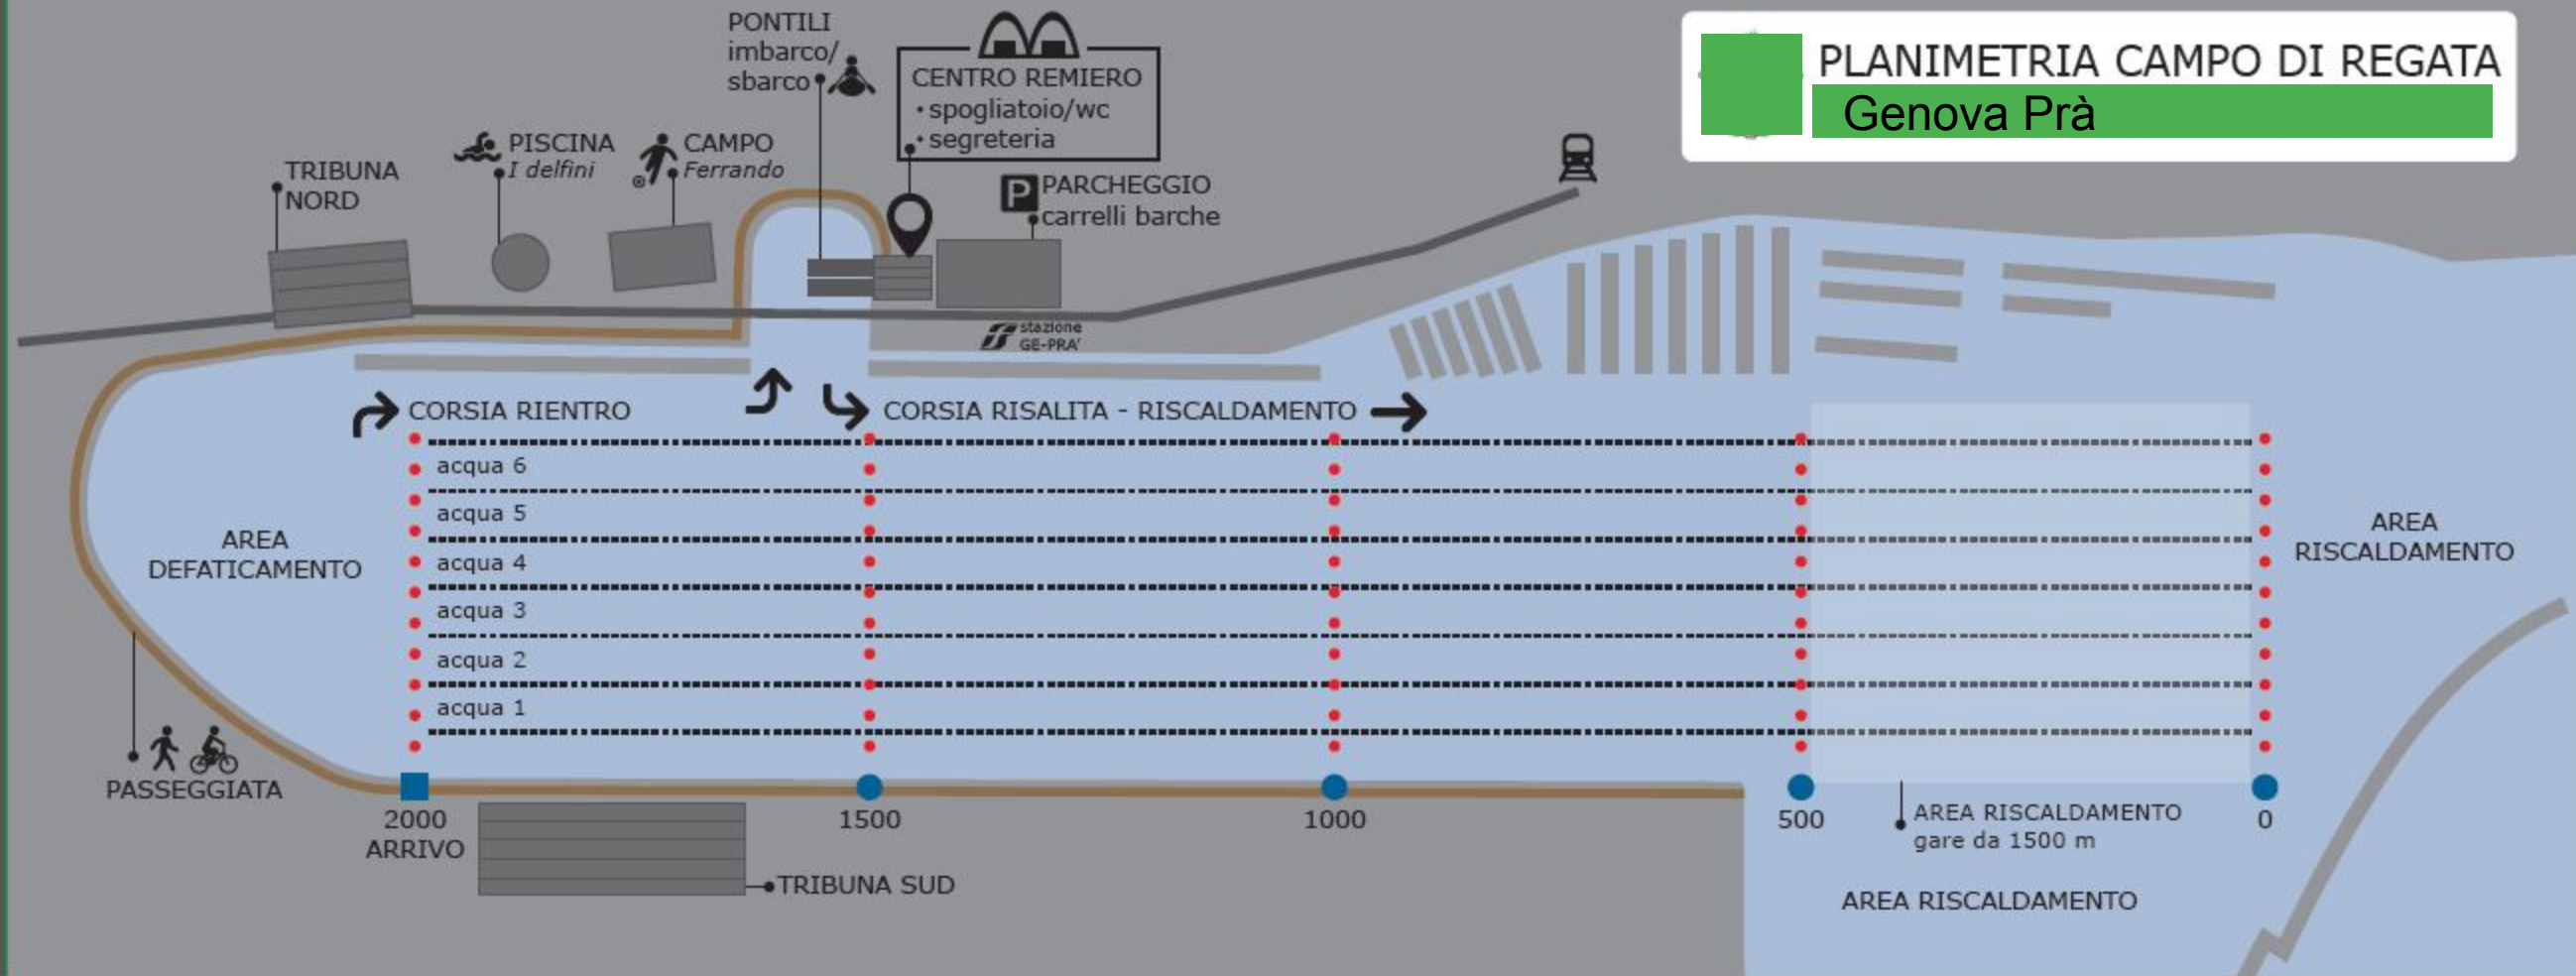 PLANIMETRIA CAMPO DI REGATA
Genova Prà
PONTILI
imbarco/
sbarco
CENTRO REMIERO
• spogliatoio/wc
• segreteria
TRIBUNA
NORD
PISCINA
I delfini
CAMPO
Ferrando
P PARCHEGGIO
carrelli barche
stazione
GE-PRA'
CORSIA RIENTRO
CORSIA RISALITA - RISCALDAMENTO
acqua 6
acqua 5
acqua 4
acqua 3
acqua 2
acqua 1
AREA
DEFATICAMENTO
AREA
RISCALDAMENTO
PASSEGGIATA
2000
ARRIVO
1500
1000
500
0
AREA RISCALDAMENTO
gare da 1500 m
TRIBUNA SUD
AREA RISCALDAMENTO